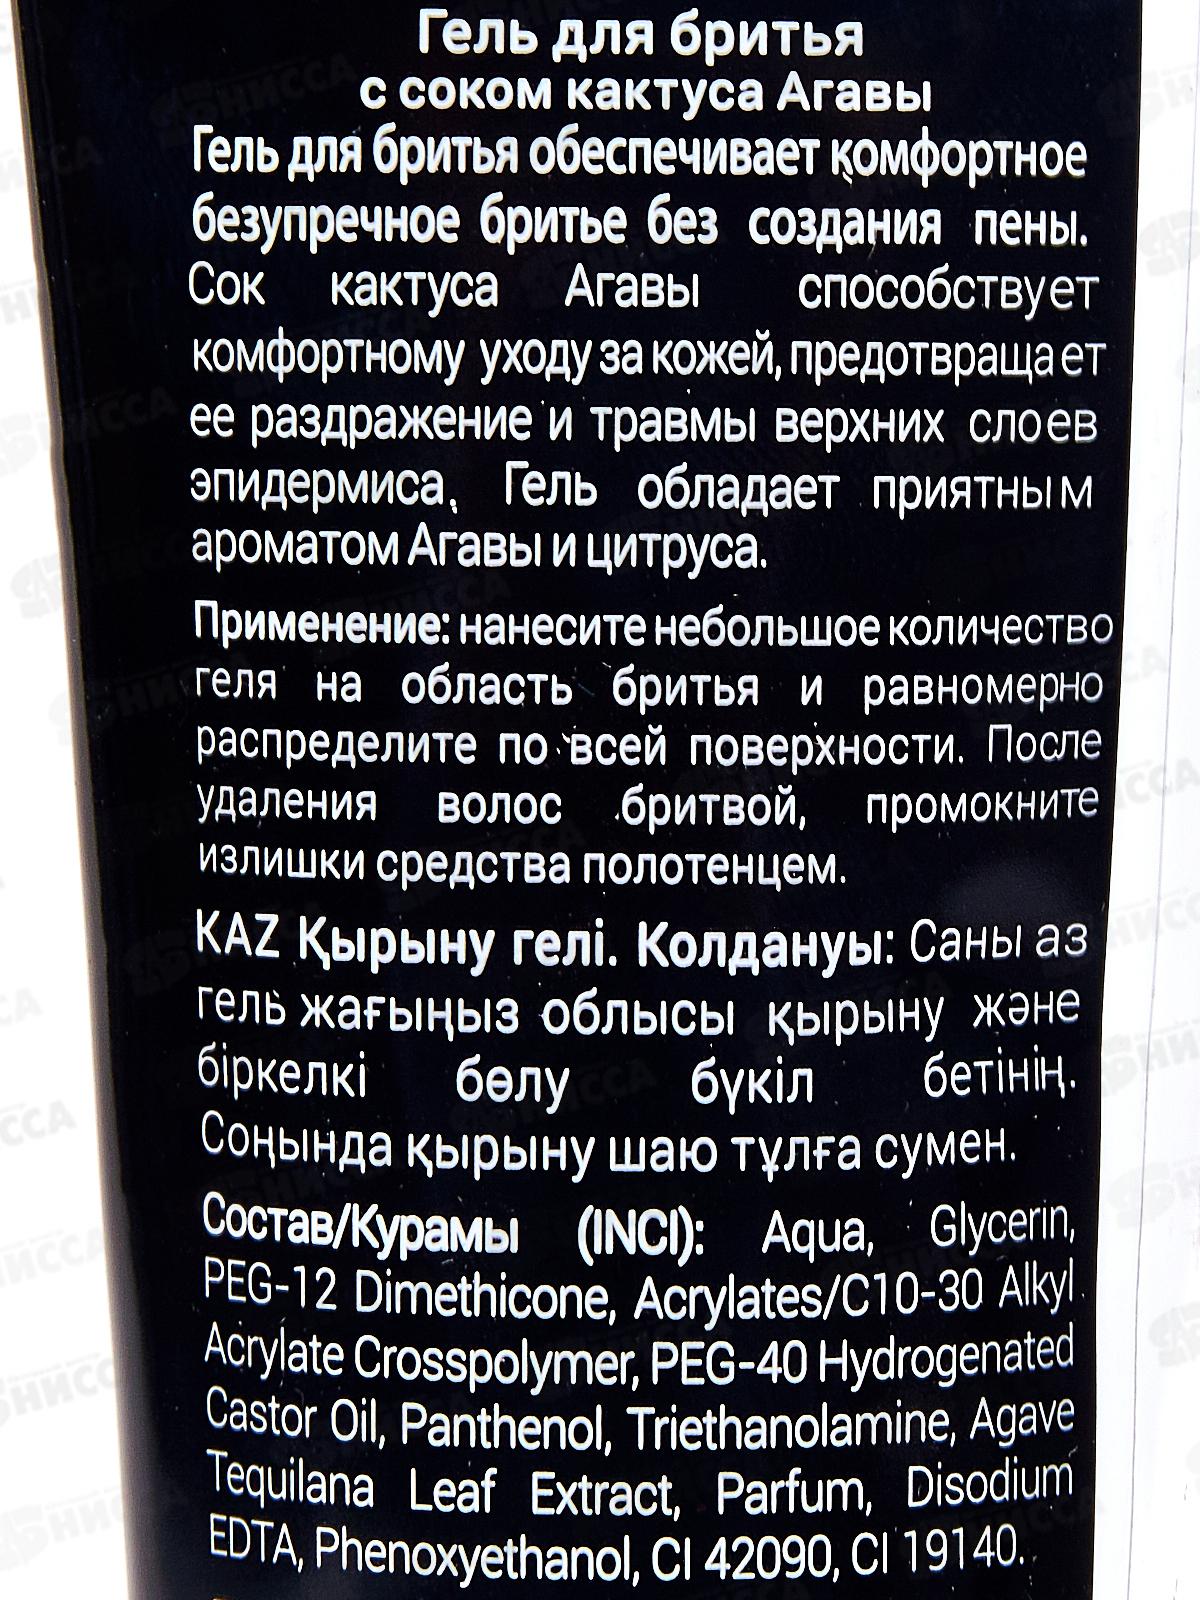 Гель для бритья
с соком кактуса Агавы
Гель для бритья обеспечивает комфортное
безупречное бритье без создания пены.
Сок кактуса Агавы способствует
комфортному уходу за кожей, предотвращает
ее раздражение и травмы верхних слоев
эпидермиса. Гель обладает приятным
ароматом Агавы и цитруса.
Применение: нанесите небольшое количество
геля на область бритья и равномерно
распределите по всей поверхности. После
удаления волос бритвой, промокните
излишки средства полотенцем.
KAZ Қырыну гелі. Колдануы: Саны аз
гель жағыңыз облысы қырыну және
біркелкі бөлу бүкіл бетінің.
Соңында қырыну шаю тұлға сумен.
Состав/Курамы (INCI): Aqua, Glycerin,
PEG-12 Dimethicone, Acrylates/C10-30 Alkyl
Acrylate Crosspolymer, PEG-40 Hydrogenated
Castor Oil, Panthenol, Triethanolamine, Agave
Tequilana Leaf Extract, Parfum, Disodium
EDTA, Phenoxyethanol, CI 42090, CI 19140.